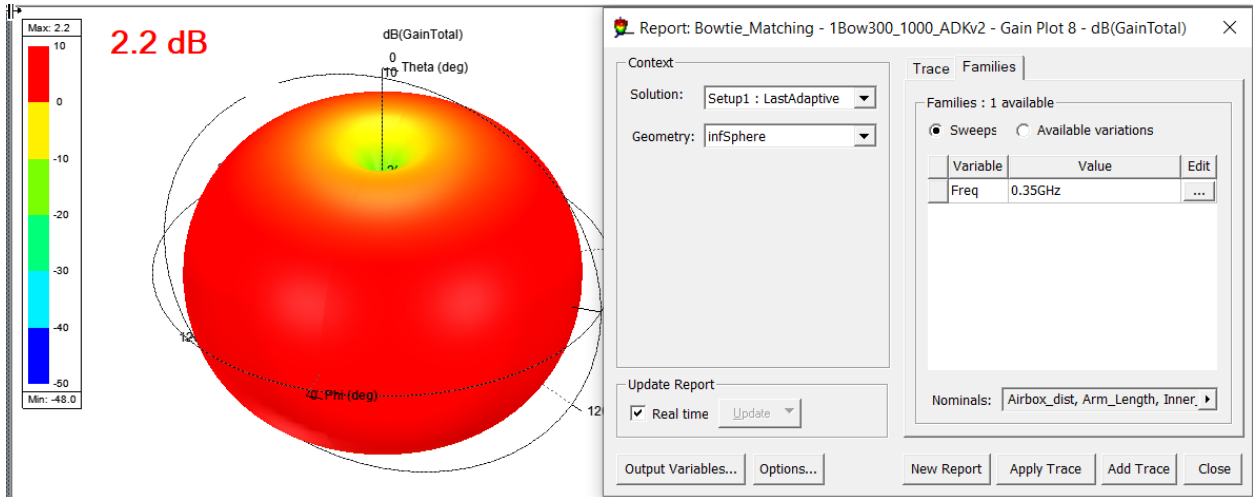 Max: 2.2
10
0
-10
-20
-30
-40
-50
Min: -48.0
2.2 dB
dB(GainTotal)
0
10
Theta (deg)
Phi (deg)
Report: Bowtie_Matching - 1Bow300_1000_ADKv2 - Gain Plot 8 - dB(GainTotal)
Context
Solution:
Setup1 : LastAdaptive
Geometry:
infSphere
Update Report
Real time
Update
Output Variables...
Options...
Trace
Families
Families : 1 available
Sweeps
Available variations
Variable
Value
Edit
Freq
0.35GHz
...
Nominals:
Airbox_dist, Arm_Length, Inner_
New Report
Apply Trace
Add Trace
Close